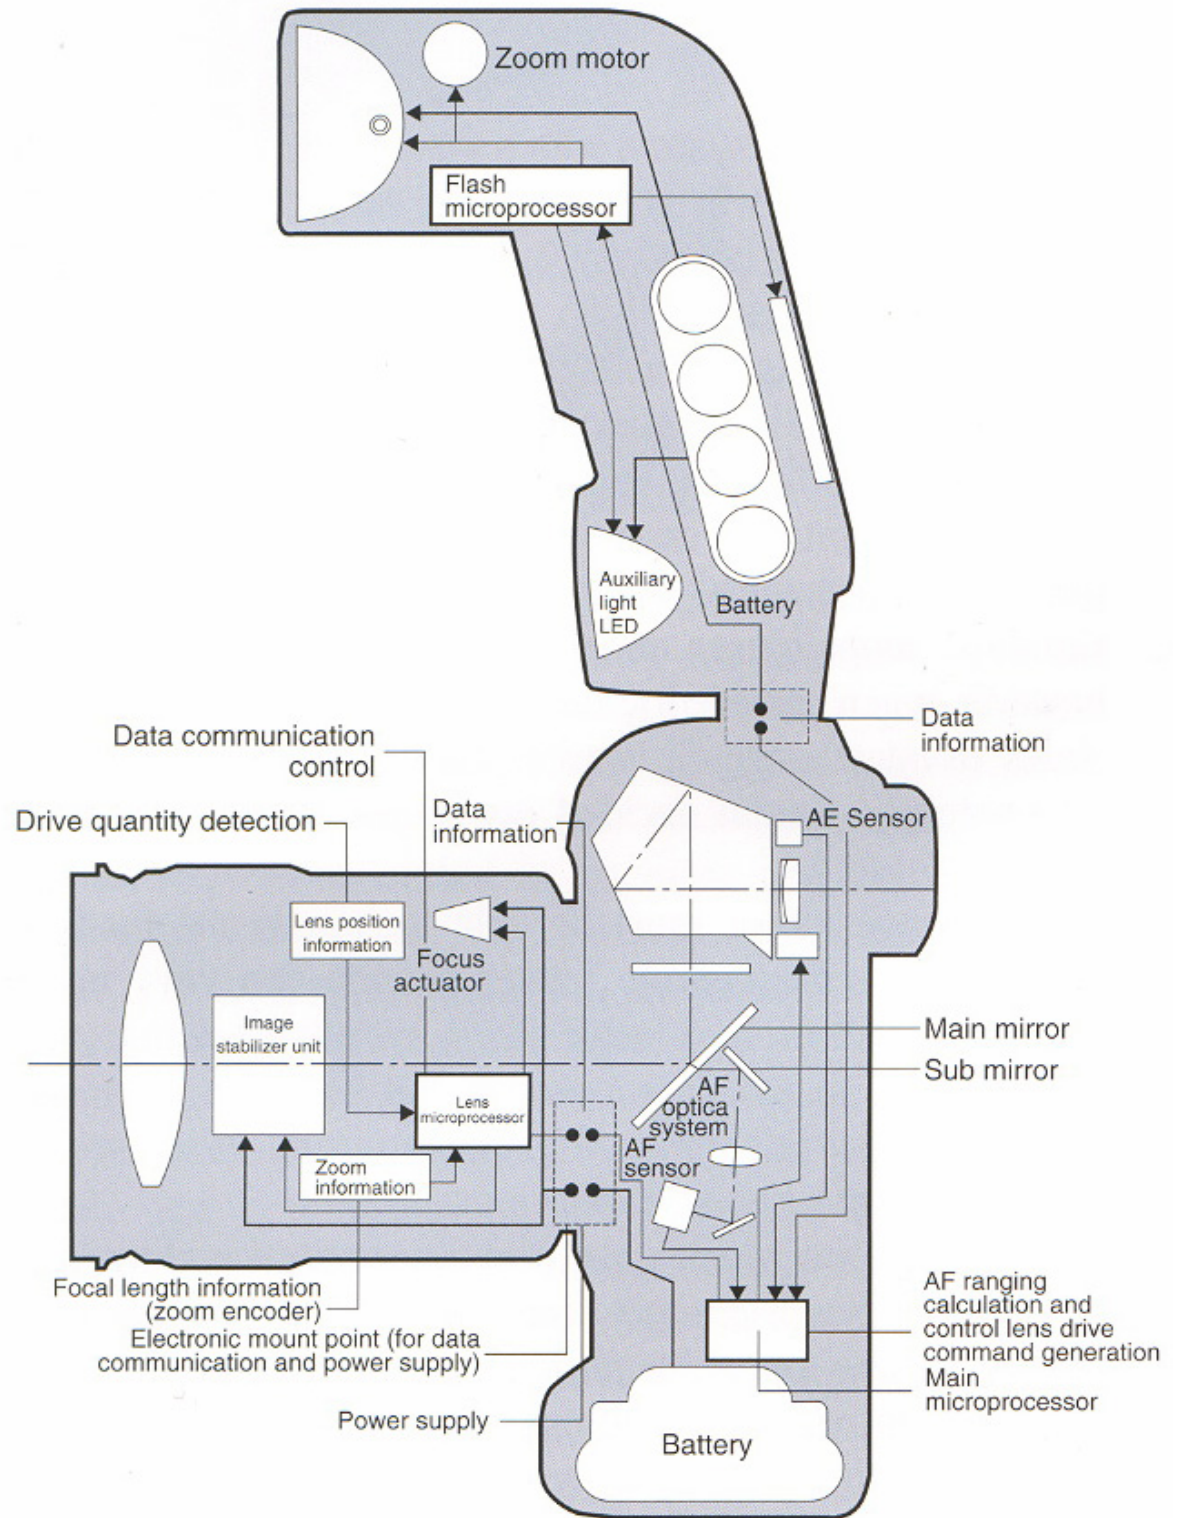 Zoom motor
Flash
microprocessor
Auxiliary
light
LED
Battery
Data
information
Data communication
control
Drive quantity detection
Data
information
AE Sensor
Lens position
information
Focus
actuator
Image
stabilizer unit
Main mirror
Sub mirror
AF
optica
system
Lens
microprocessor
AF
sensor
Zoom
information
Focal length information
(zoom encoder)
Electronic mount point (for data
communication and power supply)
AF ranging
calculation and
control lens drive
command generation
Main
microprocessor
Power supply
Battery